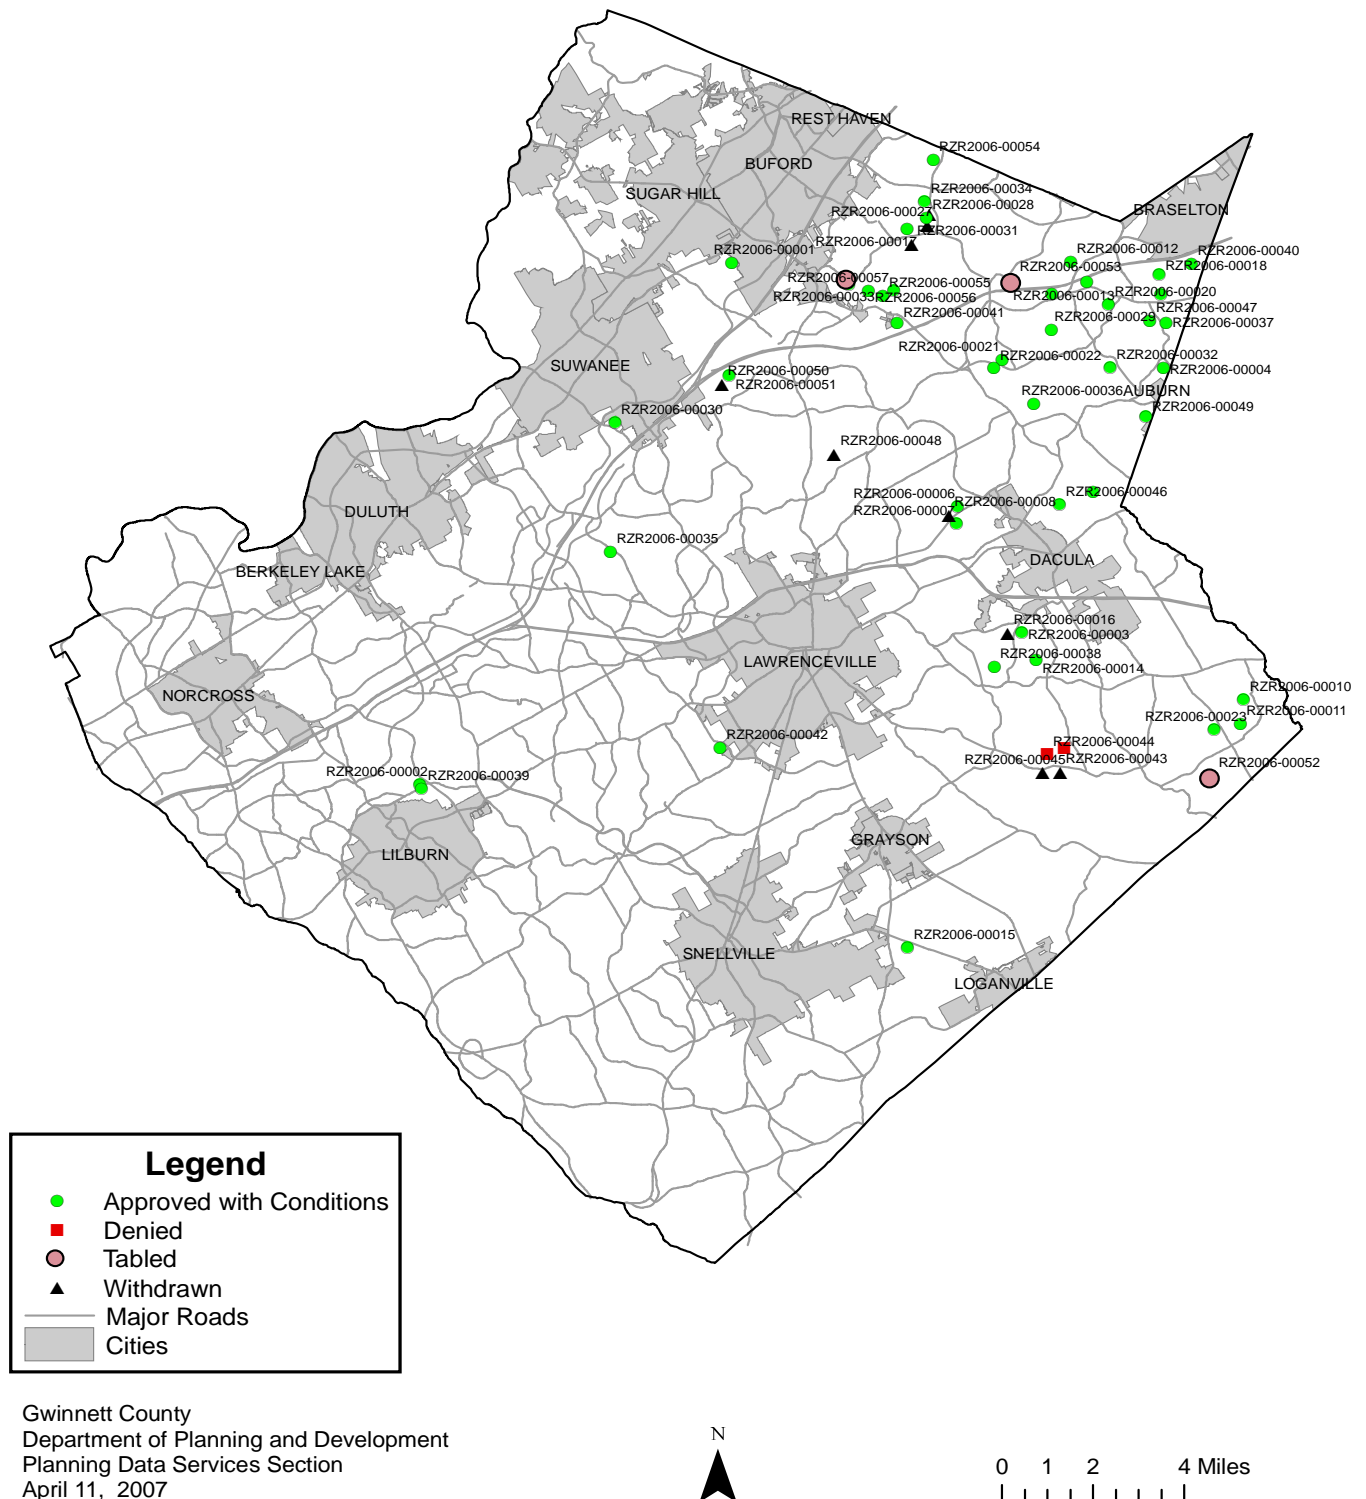 REST HAVEN
RZR2006-00054
BUFORD
SUGAR HILL
RZR2006-00034
RZR2006-00028
RZR2006-00027
BRASELTON
RZR2006-00031
RZR2006-00017
RZR2006-00001
RZR2006-00012
RZR2006-00040
RZR2006-00053
RZR2006-00018
RZR2006-00057
RZR2006-00055
RZR2006-00033
RZR2006-00056
RZR2006-00013
RZR2006-00020
RZR2006-00041
RZR2006-00047
RZR2006-00029
RZR2006-00037
RZR2006-00021
RZR2006-00022
RZR2006-00032
SUWANEE
RZR2006-00050
RZR2006-00004
RZR2006-00051
RZR2006-00036
AUBURN
RZR2006-00030
RZR2006-00049
RZR2006-00048
RZR2006-00006
RZR2006-00008
RZR2006-00046
RZR2006-00007
DULUTH
RZR2006-00035
DACULA
BERKELEY LAKE
RZR2006-00016
RZR2006-00003
RZR2006-00038
LAWRENCEVILLE
RZR2006-00014
NORCROSS
RZR2006-00010
RZR2006-00011
RZR2006-00023
RZR2006-00042
RZR2006-00044
RZR2006-00045
RZR2006-00043
RZR2006-00052
RZR2006-00002
RZR2006-00039
GRAYSON
LILBURN
RZR2006-00015
SNELLVILLE
LOGANVILLE
Legend
Approved with Conditions
Denied
Tabled
Withdrawn
Major Roads
Cities
Gwinnett County
Department of Planning and Development
Planning Data Services Section
April 11, 2007
N
0 1 2 4 Miles